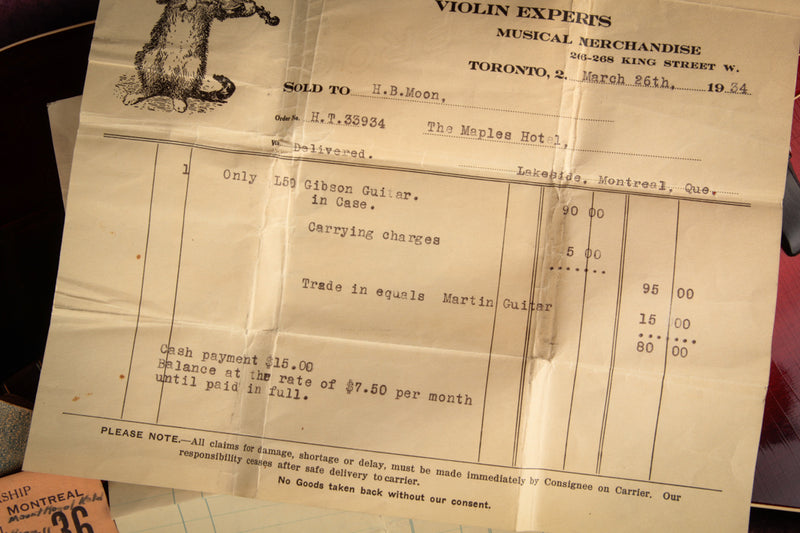 VIOLIN EXPERTS
MUSICAL MERCHANDISE
KING STREET W.
TORONTO, 2. March 26th, 1934
SOLD TO H.B.Moon,
Order No. H.T.33934 The Maples Hotel,
Via Delivered. Lakeside, Montreal, Que.
1 Only L50 Gibson Guitar. 90 00
in Case.
Carrying charges 5 00
95 00
Trade in equals Martin Guitar 15 00
80 00
Cash payment $15.00
Balance at the rate of $7.50 per month
until paid in full.
PLEASE NOTE.—All claims for damage, shortage or delay, must be made immediately by Consignee on Carrier. Our
responsibility ceases after safe delivery to carrier.
No Goods taken back without our consent.
MONTREAL
36